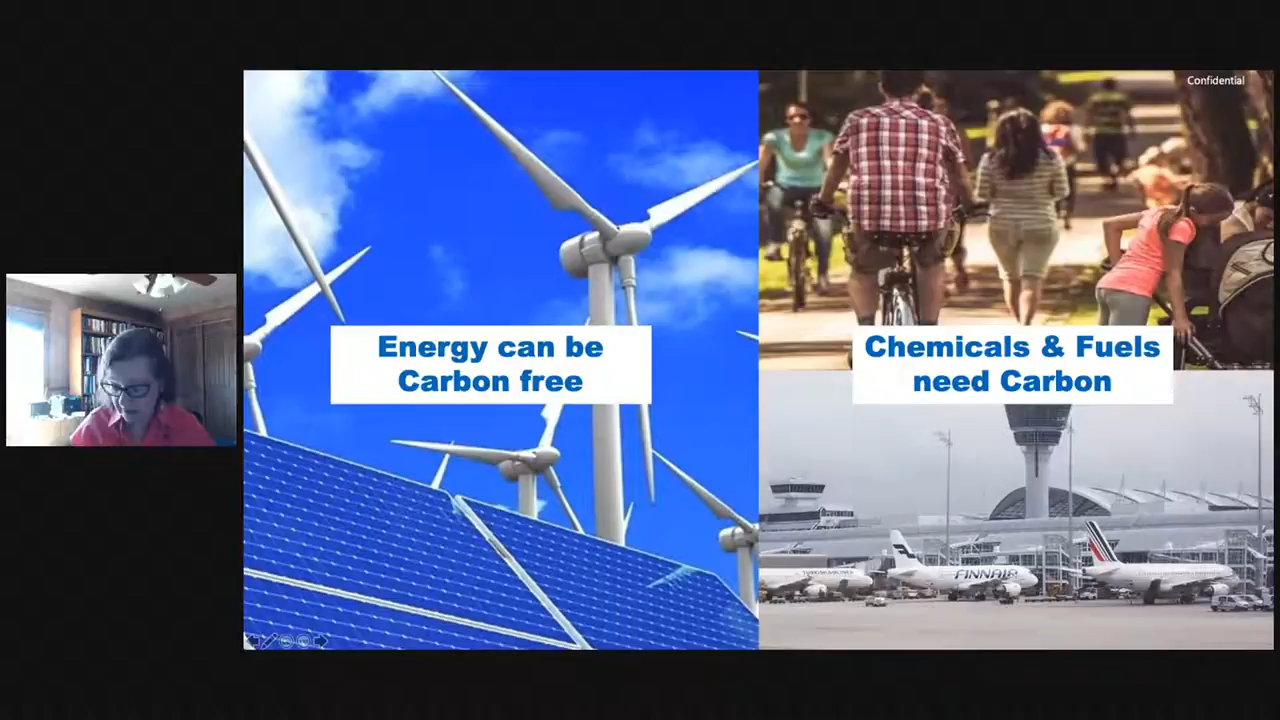 Confidential
Energy can be
Carbon free
Chemicals & Fuels
need Carbon
FINNAIR